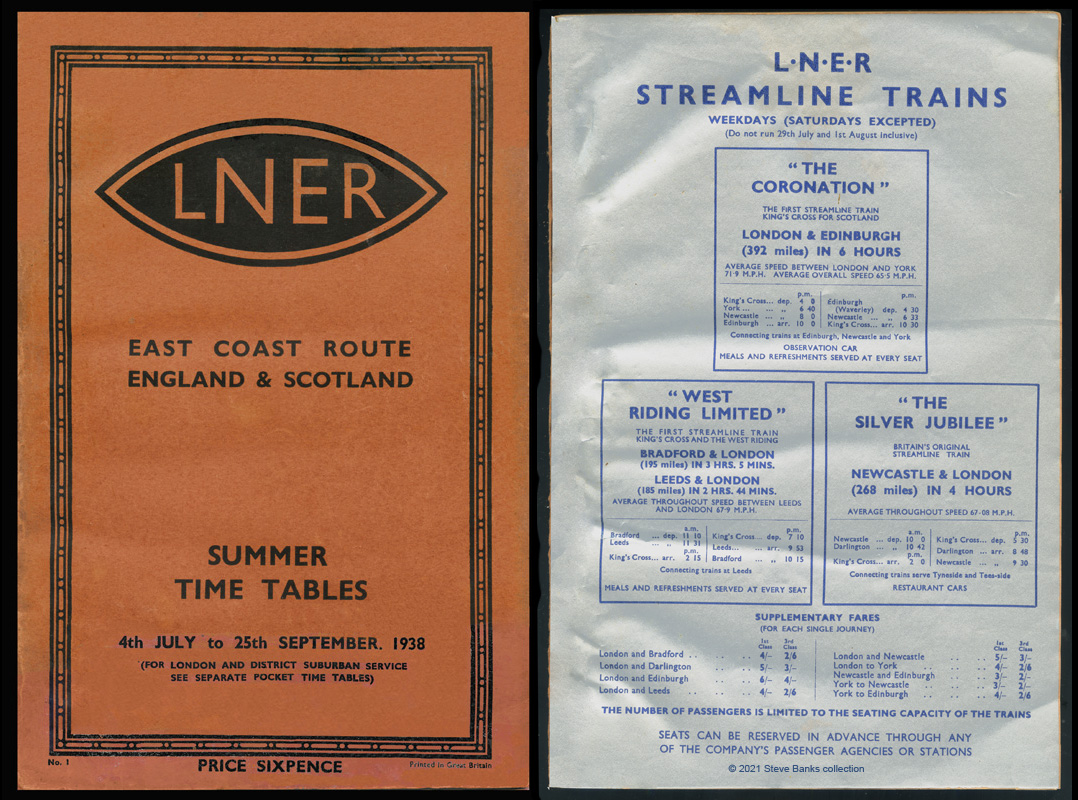 LNER
EAST COAST ROUTE
ENGLAND & SCOTLAND
SUMMER
TIME TABLES
4th JULY to 25th SEPTEMBER. 1938
(FOR LONDON AND DISTRICT SUBURBAN SERVICE
SEE SEPARATE POCKET TIME TABLES)
No. 1
PRICE SIXPENCE
Printed in Great Britain
L·N·E·R
STREAMLINE TRAINS
WEEKDAYS (SATURDAYS EXCEPTED)
(Do not run 29th July and 1st August inclusive)
"THE
CORONATION"
THE FIRST STREAMLINE TRAIN
KING'S CROSS FOR SCOTLAND
LONDON & EDINBURGH
(392 miles) IN 6 HOURS
AVERAGE SPEED BETWEEN LONDON AND YORK
71·9 M.P.H. AVERAGE OVERALL SPEED 65·5 M.P.H.
p.m.
King's Cross... dep. 4 0
York ... ... „ 6 40
Newcastle ... „ 8 0
Edinburgh ... arr. 10 0
p.m.
Edinburgh
(Waverley) dep. 4 30
Newcastle ... „ 6 33
King's Cross... arr. 10 30
Connecting trains at Edinburgh, Newcastle and York
OBSERVATION CAR
MEALS AND REFRESHMENTS SERVED AT EVERY SEAT
"WEST
RIDING LIMITED"
THE FIRST STREAMLINE TRAIN
KING'S CROSS AND THE WEST RIDING
BRADFORD & LONDON
(195 miles) IN 3 HRS. 5 MINS.
LEEDS & LONDON
(185 miles) IN 2 HRS. 44 MINS.
AVERAGE THROUGHOUT SPEED BETWEEN LEEDS
AND LONDON 67·9 M.P.H.
a.m.
Bradford ... dep. 11 10
Leeds ... „ 11 31
p.m.
King's Cross... arr. 2 15
p.m.
King's Cross... dep. 7 10
Leeds... ... arr. 9 53
Bradford ... „ 10 15
Connecting trains at Leeds
MEALS AND REFRESHMENTS SERVED AT EVERY SEAT
"THE
SILVER JUBILEE"
BRITAIN'S ORIGINAL
STREAMLINE TRAIN
NEWCASTLE & LONDON
(268 miles) IN 4 HOURS
AVERAGE THROUGHOUT SPEED 67·08 M.P.H.
a.m.
Newcastle ... dep. 10 0
Darlington ... „ 10 42
p.m.
King's Cross... arr. 2 0
p.m.
King's Cross... dep. 5 30
Darlington ... arr. 8 48
Newcastle ... „ 9 30
Connecting trains serve Tyneside and Tees-side
RESTAURANT CARS
SUPPLEMENTARY FARES
(FOR EACH SINGLE JOURNEY)
1st 3rd
Class Class
London and Bradford .. .. .. 4/– 2/6
London and Darlington .. .. 5/– 3/–
London and Edinburgh .. .. 6/– 4/–
London and Leeds .. .. .. 4/– 2/6
1st 3rd
Class Class
London and Newcastle .. .. 5/– 3/–
London to York .. .. .. 4/– 2/6
Newcastle and Edinburgh .. .. 3/– 2/–
York to Newcastle .. .. .. 3/– 2/–
York to Edinburgh .. .. .. 4/– 2/6
THE NUMBER OF PASSENGERS IS LIMITED TO THE SEATING CAPACITY OF THE TRAINS
SEATS CAN BE RESERVED IN ADVANCE THROUGH ANY
OF THE COMPANY'S PASSENGER AGENCIES OR STATIONS
© 2021 Steve Banks collection